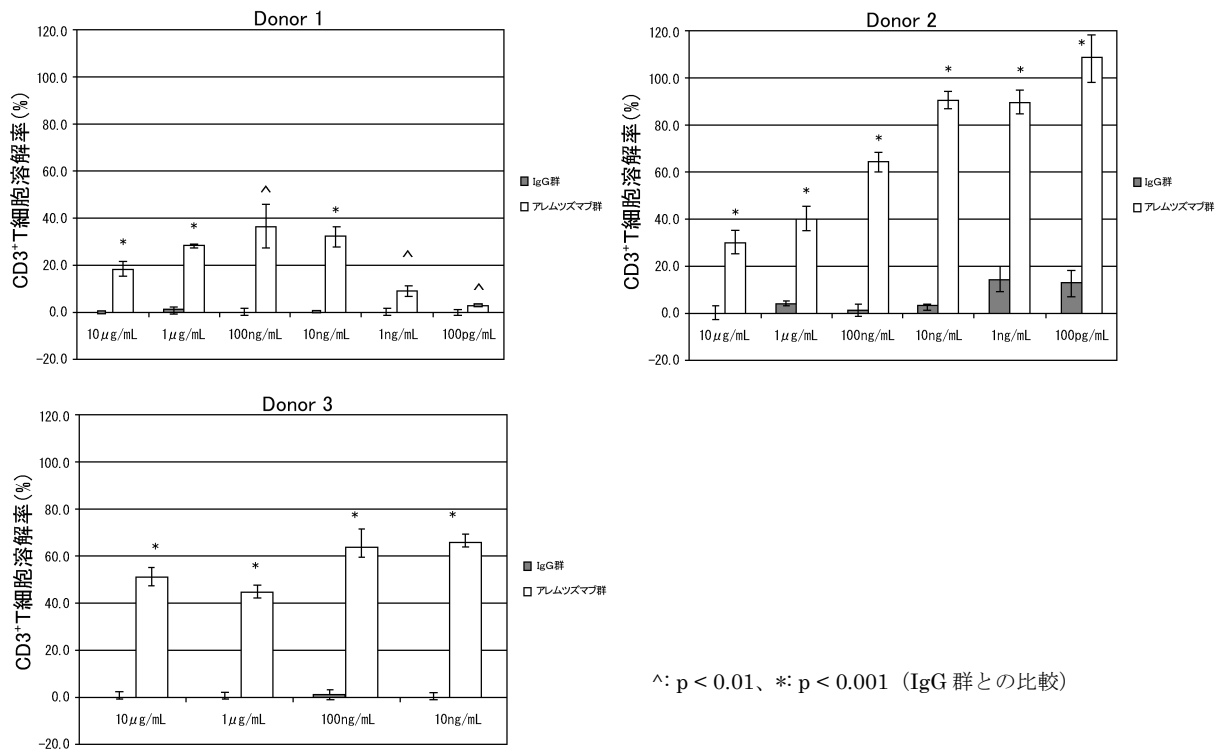 Donor 1
CD3⁺T細胞溶解率(%)
120.0
100.0
80.0
60.0
40.0
20.0
0.0
-20.0
* * ^ * ^ ^
10μg/mL 1μg/mL 100ng/mL 10ng/mL 1ng/mL 100pg/mL
IgG群
アレムツズマブ群
Donor 2
CD3⁺T細胞溶解率(%)
120.0
100.0
80.0
60.0
40.0
20.0
0.0
-20.0
* * * * * *
10μg/mL 1μg/mL 100ng/mL 10ng/mL 1ng/mL 100pg/mL
IgG群
アレムツズマブ群
Donor 3
CD3⁺T細胞溶解率(%)
120.0
100.0
80.0
60.0
40.0
20.0
0.0
-20.0
* * * *
10μg/mL 1μg/mL 100ng/mL 10ng/mL
IgG群
アレムツズマブ群
^: p < 0.01、*: p < 0.001（IgG 群との比較）